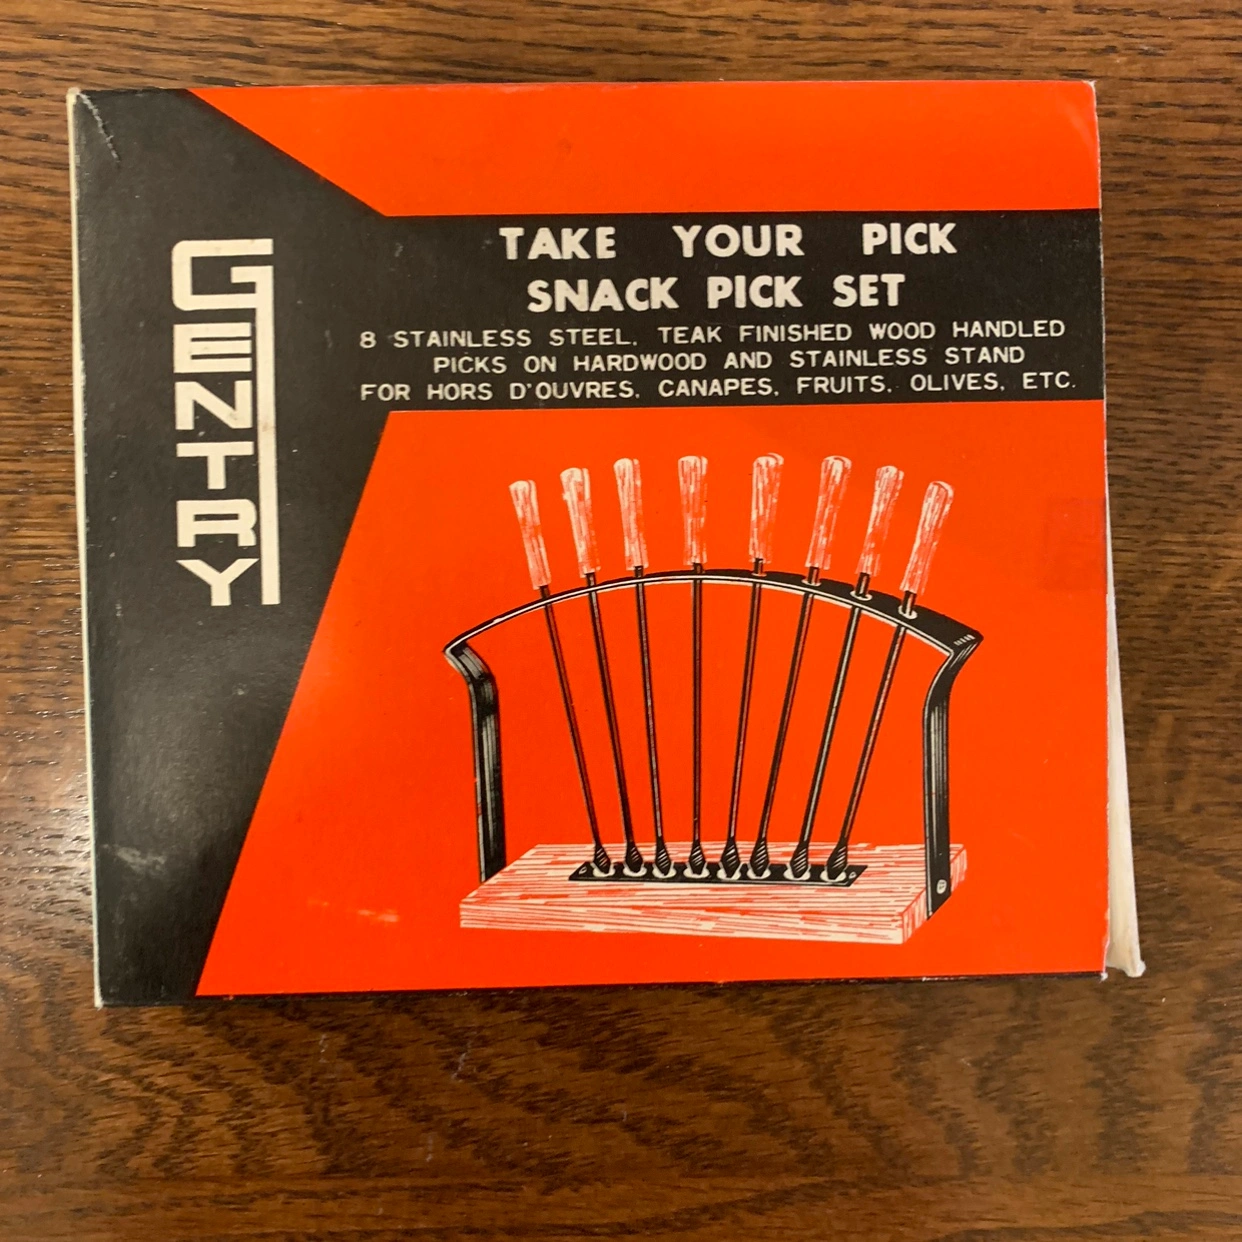 GENTRY
TAKE YOUR PICK
SNACK PICK SET
8 STAINLESS STEEL, TEAK FINISHED WOOD HANDLED
PICKS ON HARDWOOD AND STAINLESS STAND
FOR HORS D'OUVRES, CANAPES, FRUITS, OLIVES, ETC.